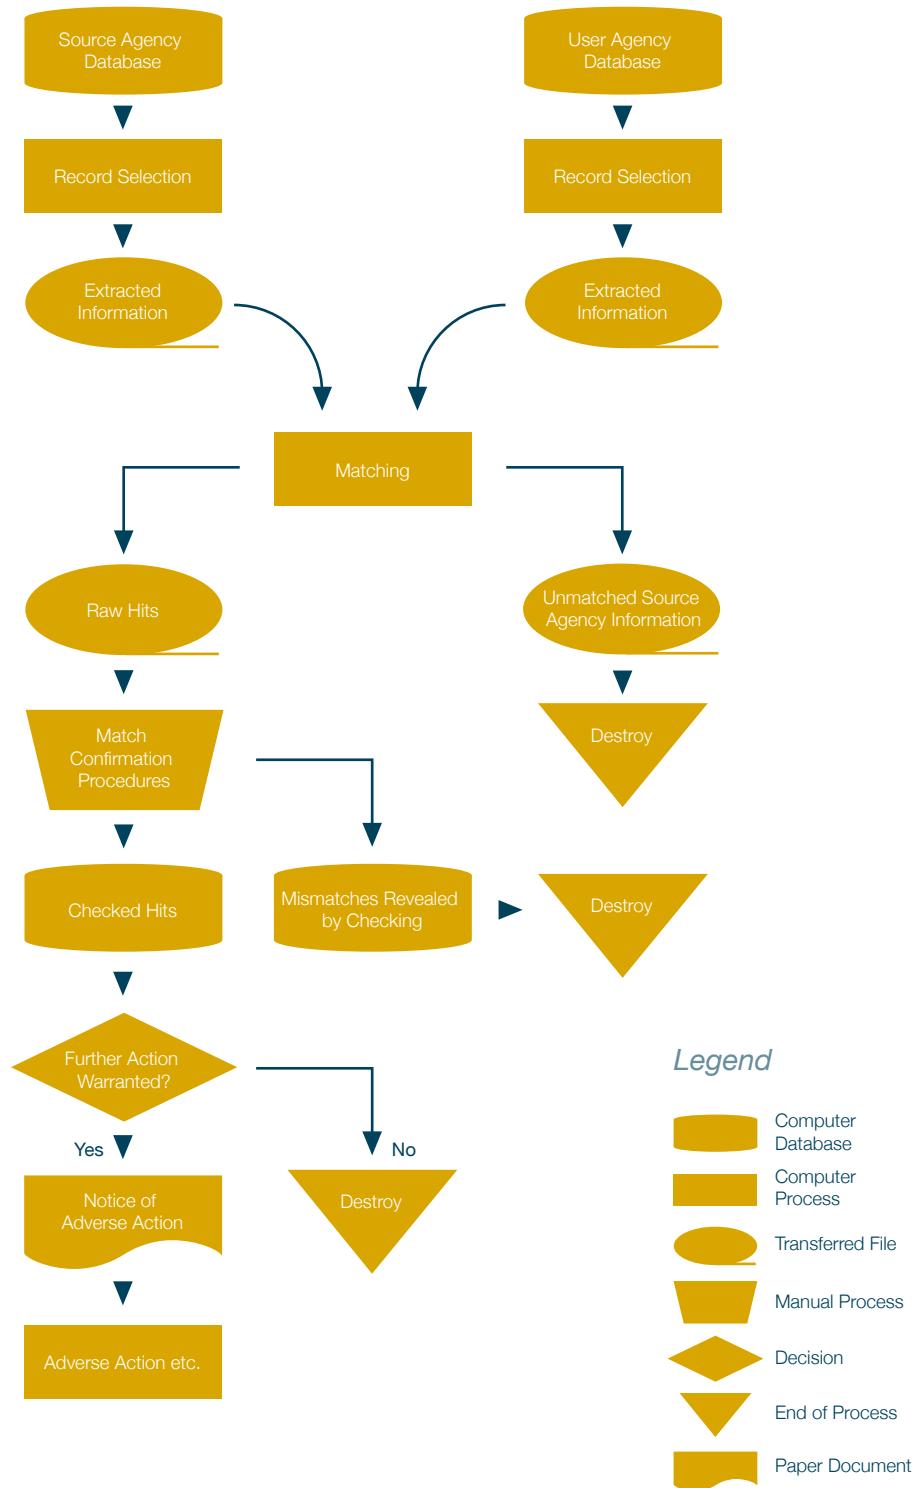 Source Agency
Database
User Agency
Database
Record Selection
Record Selection
Extracted
Information
Extracted
Information
Matching
Raw Hits
Unmatched Source
Agency Information
Match
Confirmation
Procedures
Destroy
Checked Hits
Mismatches Revealed
by Checking
Destroy
Further Action
Warranted?
Yes
No
Notice of
Adverse Action
Destroy
Adverse Action etc.
Legend
Computer
Database
Computer
Process
Transferred File
Manual Process
Decision
End of Process
Paper Document